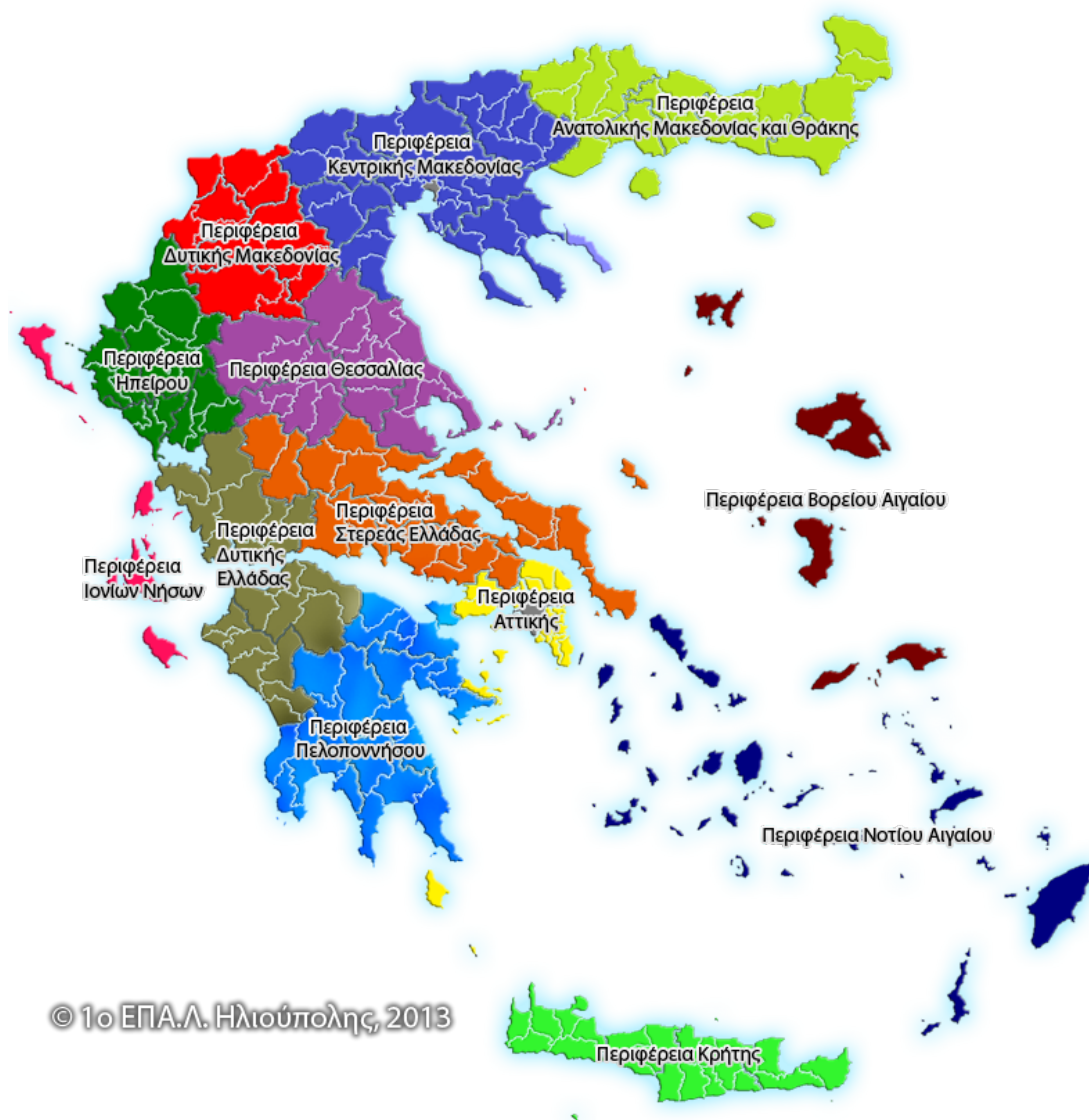 Περιφέρεια
Ανατολικής Μακεδονίας και Θράκης
Περιφέρεια
Κεντρικής Μακεδονίας
Περιφέρεια
Δυτικής Μακεδονίας
Περιφέρεια
Ηπείρου
Περιφέρεια Θεσσαλίας
Περιφέρεια Βορείου Αιγαίου
Περιφέρεια
Στερεάς Ελλάδας
Περιφέρεια
Δυτικής
Ελλάδας
Περιφέρεια
Ιονίων Νήσων
Περιφέρεια
Αττικής
Περιφέρεια
Πελοποννήσου
Περιφέρεια Νοτίου Αιγαίου
© 1ο ΕΠΑ.Λ. Ηλιούπολης, 2013
Περιφέρεια Κρήτης